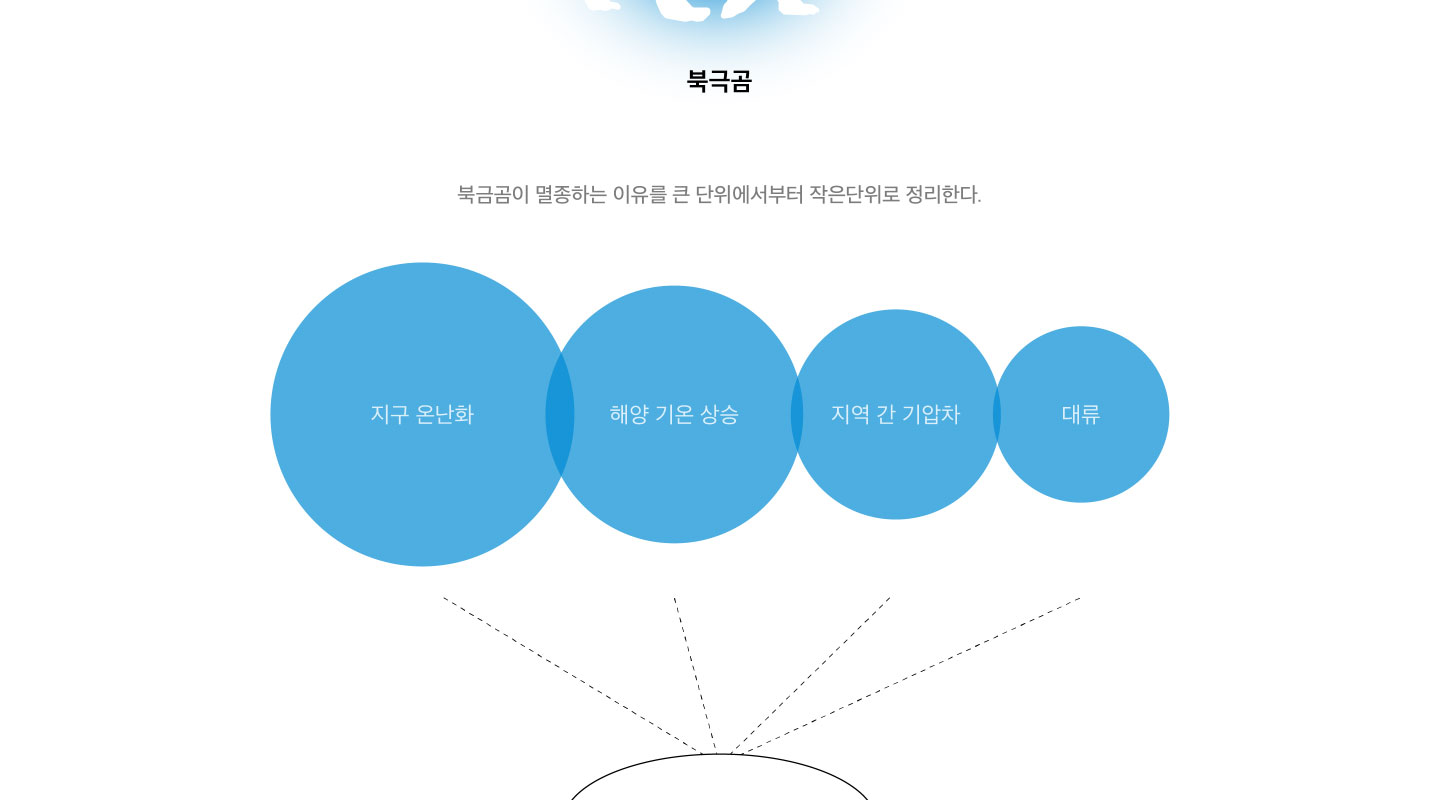 북극곰
북금곰이 멸종하는 이유를 큰 단위에서부터 작은단위로 정리한다.
지구 온난화
해양 기온 상승
지역 간 기압차
대류